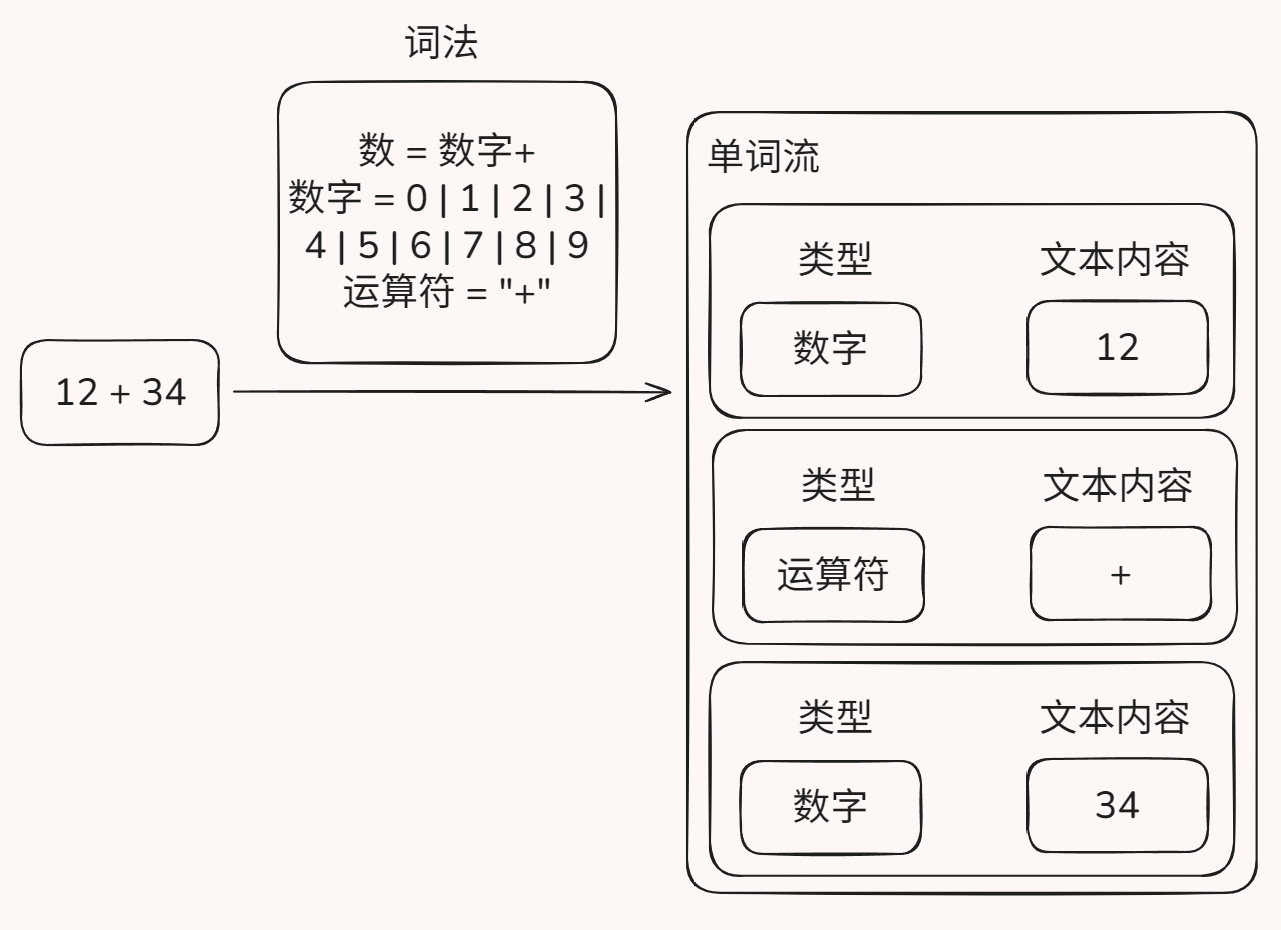 词法
数 = 数字+
数字 = 0 | 1 | 2 | 3 |
4 | 5 | 6 | 7 | 8 | 9
运算符 = "+"
12 + 34
单词流
类型 文本内容
数字 12
类型 文本内容
运算符 +
类型 文本内容
数字 34